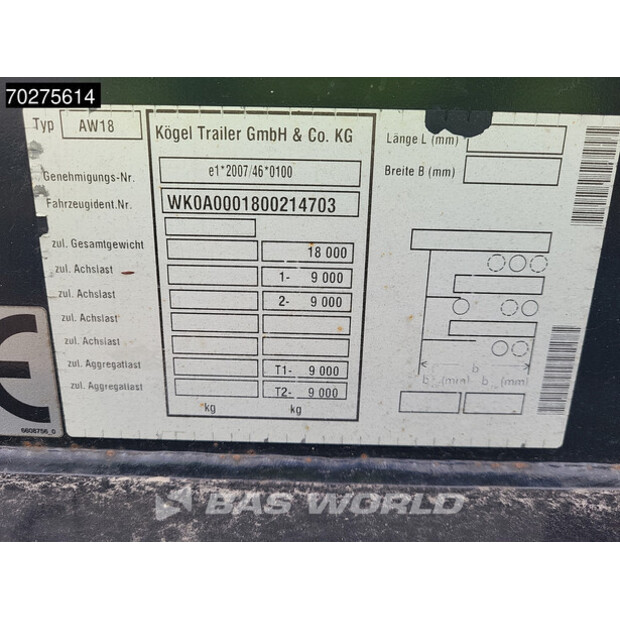 70275614
Typ AW18 Kögel Trailer GmbH & Co. KG Länge L (mm)
Genehmigungs-Nr. e1*2007/46*0100 Breite B (mm)
Fahrzeugident.Nr. WK0A0001800214703
zul. Gesamtgewicht 18 000
zul. Achslast 1- 9 000
zul. Achslast 2- 9 000
zul. Achslast
zul. Achslast
zul. Aggregatlast T1- 9 000
zul. Aggregatlast T2- 9 000
kg kg
b
b (mm) b (mm)
CE
6608756_0
BAS WORLD